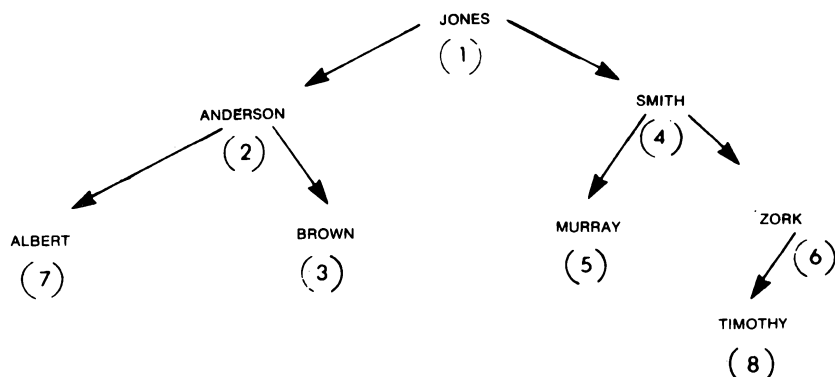 JONES
(1)
ANDERSON
(2)
SMITH
(4)
ALBERT
(7)
BROWN
(3)
MURRAY
(5)
ZORK
(6)
TIMOTHY
(8)